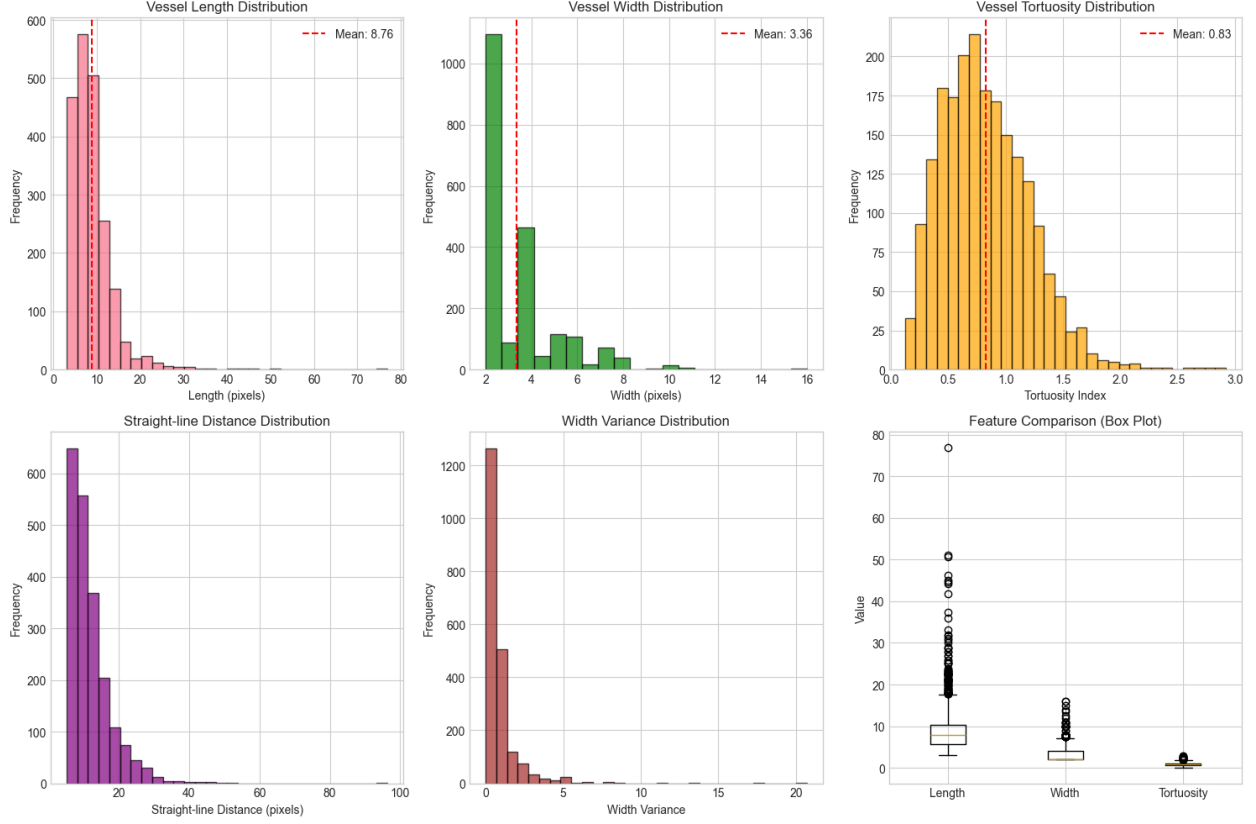 Vessel Length Distribution
Mean: 8.76
600
500
400
300
200
100
0
Frequency
0 10 20 30 40 50 60 70 80
Length (pixels)
Vessel Width Distribution
Mean: 3.36
1000
800
600
400
200
0
Frequency
2 4 6 8 10 12 14 16
Width (pixels)
Vessel Tortuosity Distribution
Mean: 0.83
200
175
150
125
100
75
50
25
0
Frequency
0.0 0.5 1.0 1.5 2.0 2.5 3.0
Tortuosity Index
Straight-line Distance Distribution
600
500
400
300
200
100
0
Frequency
20 40 60 80 100
Straight-line Distance (pixels)
Width Variance Distribution
1200
1000
800
600
400
200
0
Frequency
0 5 10 15 20
Width Variance
Feature Comparison (Box Plot)
80
70
60
50
40
30
20
10
0
Value
Length Width Tortuosity